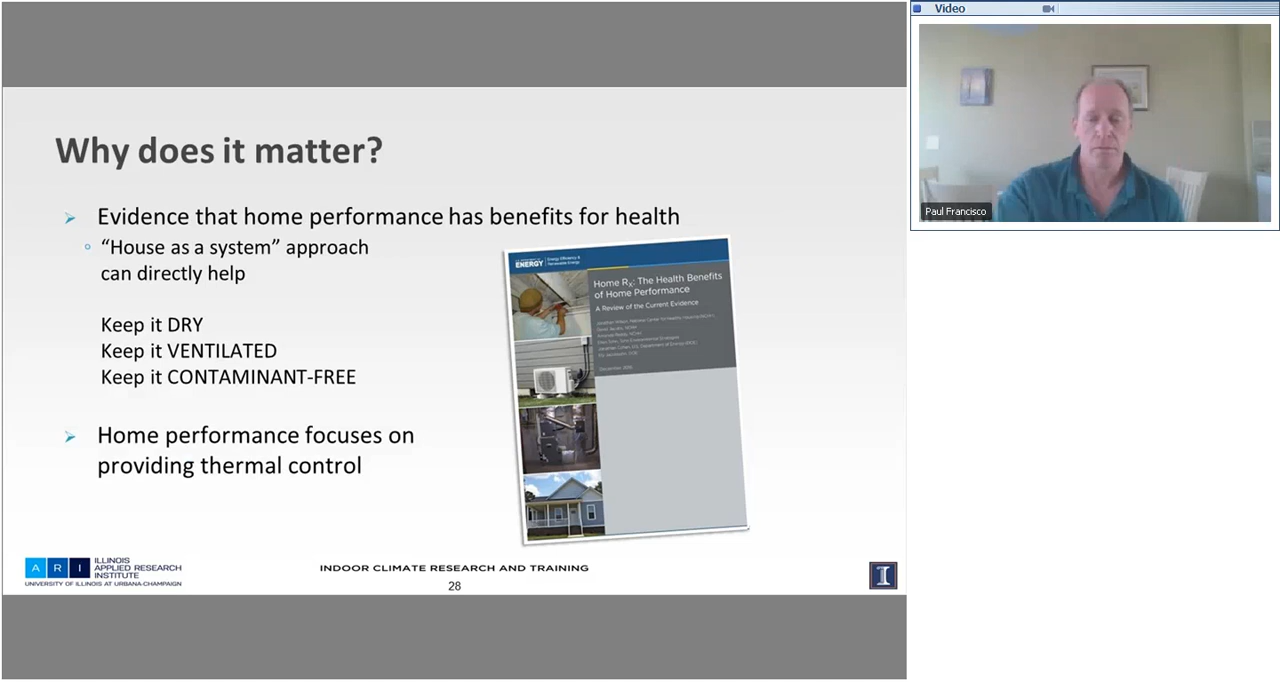 Video
Paul Francisco
Why does it matter?
Evidence that home performance has benefits for health
“House as a system” approach
can directly help
Keep it DRY
Keep it VENTILATED
Keep it CONTAMINANT-FREE
Home performance focuses on
providing thermal control
ENERGY
Energy Efficiency &
Renewable Energy
Home Rx: The Health Benefits
of Home Performance
A Review of the Current Evidence
December 2016
A R I
ILLINOIS
APPLIED RESEARCH
INSTITUTE
UNIVERSITY OF ILLINOIS AT URBANA-CHAMPAIGN
INDOOR CLIMATE RESEARCH AND TRAINING
28
I